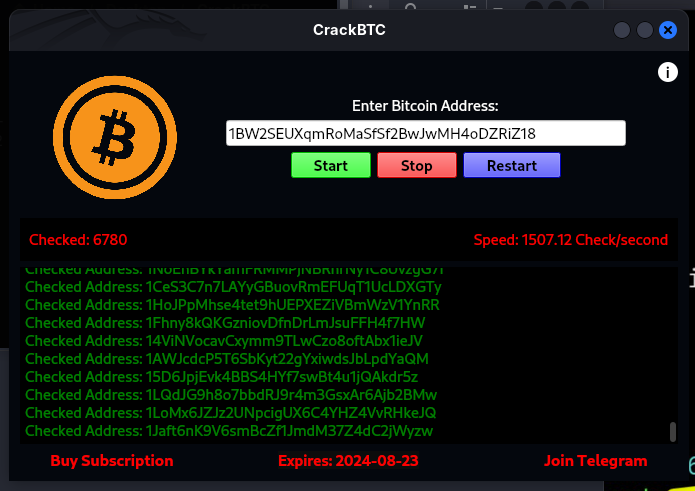 CrackBTC
i
Enter Bitcoin Address:
1BW2SEUXqmRoMaSfSf2BwJwMH4oDZRiZ18
Start Stop Restart
Checked: 6780 Speed: 1507.12 Check/second
Checked Address:
Checked Address: 1CeS3C7n7LAYyGBuovRmEFUqT1UcLDXGTy
Checked Address: 1HoJPpMhse4tet9hUEPXEZiVBmWzV1YnRR
Checked Address: 1Fhny8kQKGzniovDfnDrLmJsuFFH4f7HW
Checked Address: 14ViNVocavCxymm9TLwCzo8oftAbx1ieJV
Checked Address: 1AWJcdcP5T6SbKyt22gYxiwdsJbLpdYaQM
Checked Address: 15D6JpjEvk4BBS4HYf7swBt4u1jQAkdr5z
Checked Address: 1LQdJG9h8o7bbdRJ9r4m3GsxAr6Ajb2BMw
Checked Address: 1LoMx6JZJz2UNpcigUX6C4YHZ4VvRHkeJQ
Checked Address: 1Jaft6nK9V6smBcZf1JmdM37Z4dC2jWyzw
Buy Subscription Expires: 2024-08-23 Join Telegram